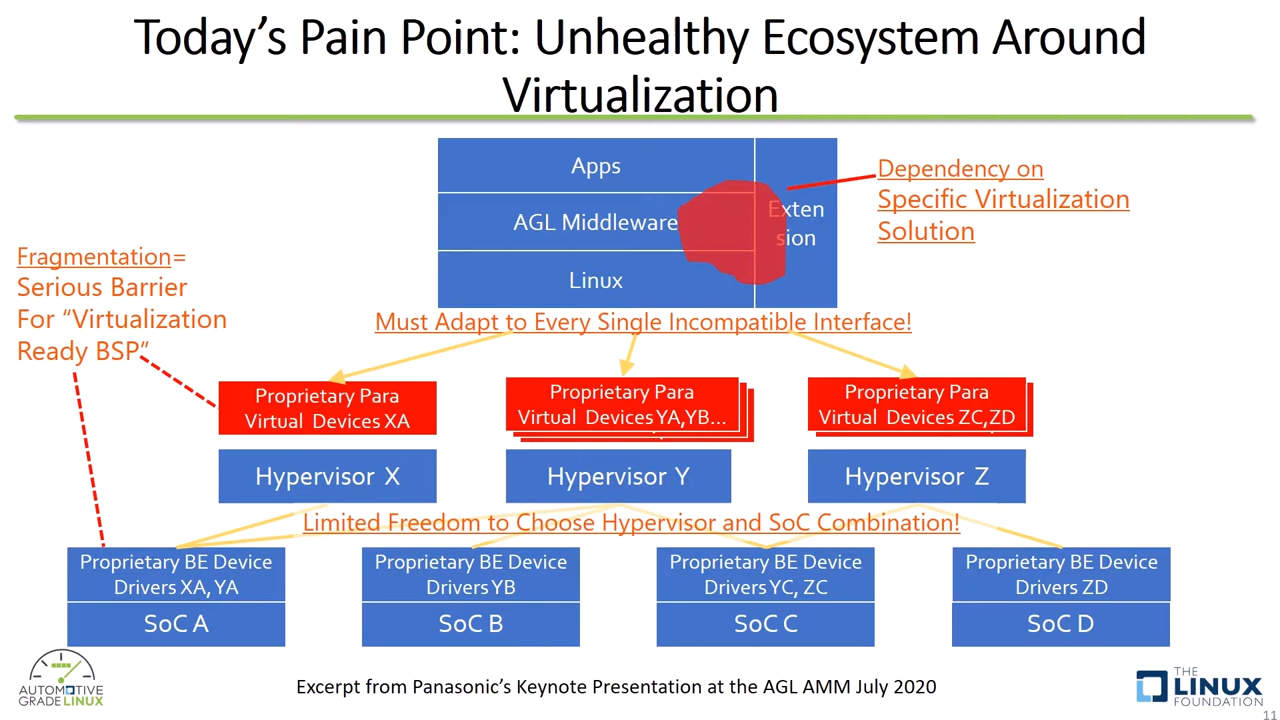 Today's Pain Point: Unhealthy Ecosystem Around
Virtualization
Apps
AGL Middleware
Linux
Exten
sion
Dependency on
Specific Virtualization
Solution
Fragmentation=
Serious Barrier
For “Virtualization
Ready BSP”
Must Adapt to Every Single Incompatible Interface!
Proprietary Para
Virtual Devices XA
Proprietary Para
Virtual Devices YA,YB...
Proprietary Para
Virtual Devices ZC,ZD
Hypervisor X
Hypervisor Y
Hypervisor Z
Limited Freedom to Choose Hypervisor and SoC Combination!
Proprietary BE Device
Drivers XA, YA
SoC A
Proprietary BE Device
Drivers YB
SoC B
Proprietary BE Device
Drivers YC, ZC
SoC C
Proprietary BE Device
Drivers ZD
SoC D
AUTOMOTIVE
GRADE LINUX
Excerpt from Panasonic's Keynote Presentation at the AGL AMM July 2020
THE
LINUX
FOUNDATION
11